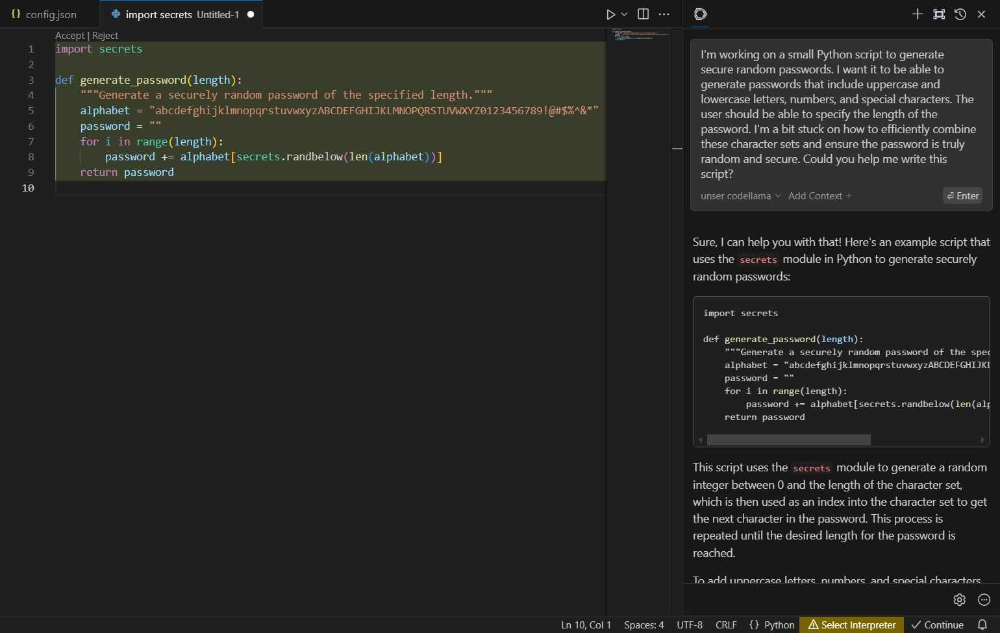 {} config.json
import secrets Untitled-1
Accept | Reject
1 import secrets
2
3 def generate_password(length):
4 """Generate a securely random password of the specified length."""
5 alphabet = "abcdefghijklmnopqrstuvwxyzABCDEFGHIJKLMNOPQRSTUVWXYZ0123456789!@#$%^&*"
6 password = ""
7 for i in range(length):
8 password += alphabet[secrets.randbelow(len(alphabet))]
9 return password
10
I'm working on a small Python script to generate
secure random passwords. I want it to be able to
generate passwords that include uppercase and
lowercase letters, numbers, and special characters. The
user should be able to specify the length of the
password. I'm a bit stuck on how to efficiently combine
these character sets and ensure the password is truly
random and secure. Could you help me write this
script?
unser codellama Add Context + ⏎ Enter
Sure, I can help you with that! Here's an example script that
uses the secrets module in Python to generate securely
random passwords:
import secrets
def generate_password(length):
"""Generate a securely random password of the spec
alphabet = "abcdefghijklmnopqrstuvwxyzABCDEFGHIJKL
password = ""
for i in range(length):
password += alphabet[secrets.randbelow(len(alp
return password
This script uses the secrets module to generate a random
integer between 0 and the length of the character set,
which is then used as an index into the character set to get
the next character in the password. This process is
repeated until the desired length for the password is
reached.
To add uppercase letters, numbers, and special characters
Ln 10, Col 1 Spaces: 4 UTF-8 CRLF {} Python Select Interpreter Continue